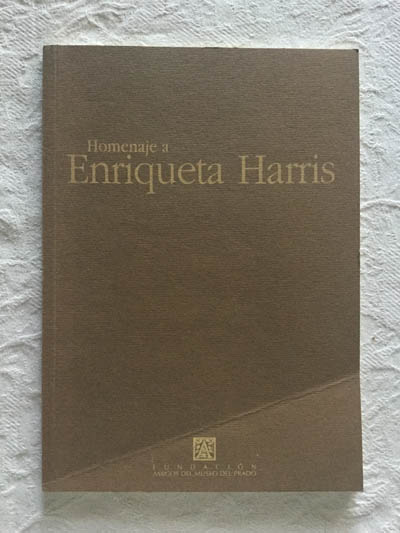 Homenaje a
Enriqueta Harris
FUNDACIÓN
AMIGOS DEL MUSEO DEL PRADO